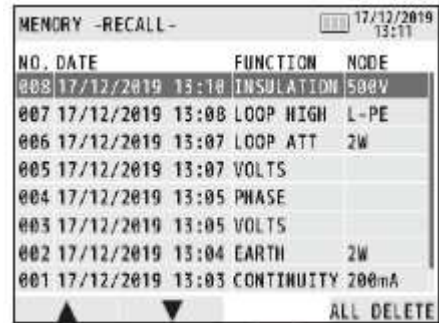 MEMORY -RECALL- 17/12/2019
13:11
NO. DATE FUNCTION MODE
008 17/12/2019 13:10 INSULATION 500V
007 17/12/2019 13:08 LOOP HIGH L-PE
006 17/12/2019 13:07 LOOP ATT 2W
005 17/12/2019 13:07 VOLTS
004 17/12/2019 13:05 PHASE
003 17/12/2019 13:05 VOLTS
002 17/12/2019 13:04 EARTH 2W
001 17/12/2019 13:03 CONTINUITY 200mA
▲ ▼ ALL DELETE